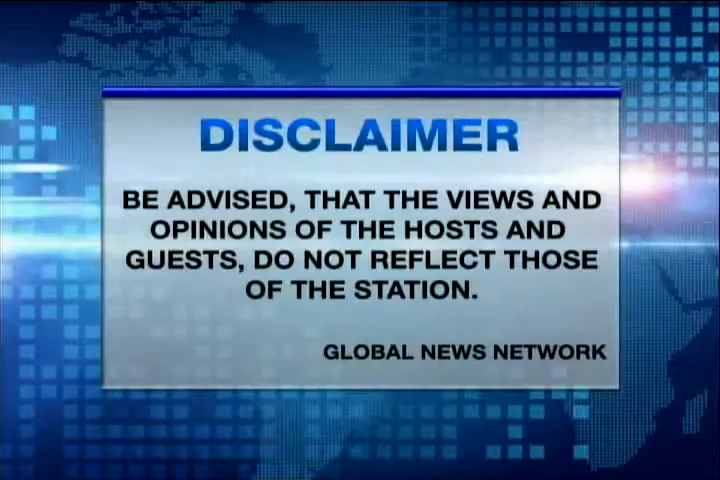 DISCLAIMER
BE ADVISED, THAT THE VIEWS AND
OPINIONS OF THE HOSTS AND
GUESTS, DO NOT REFLECT THOSE
OF THE STATION.
GLOBAL NEWS NETWORK